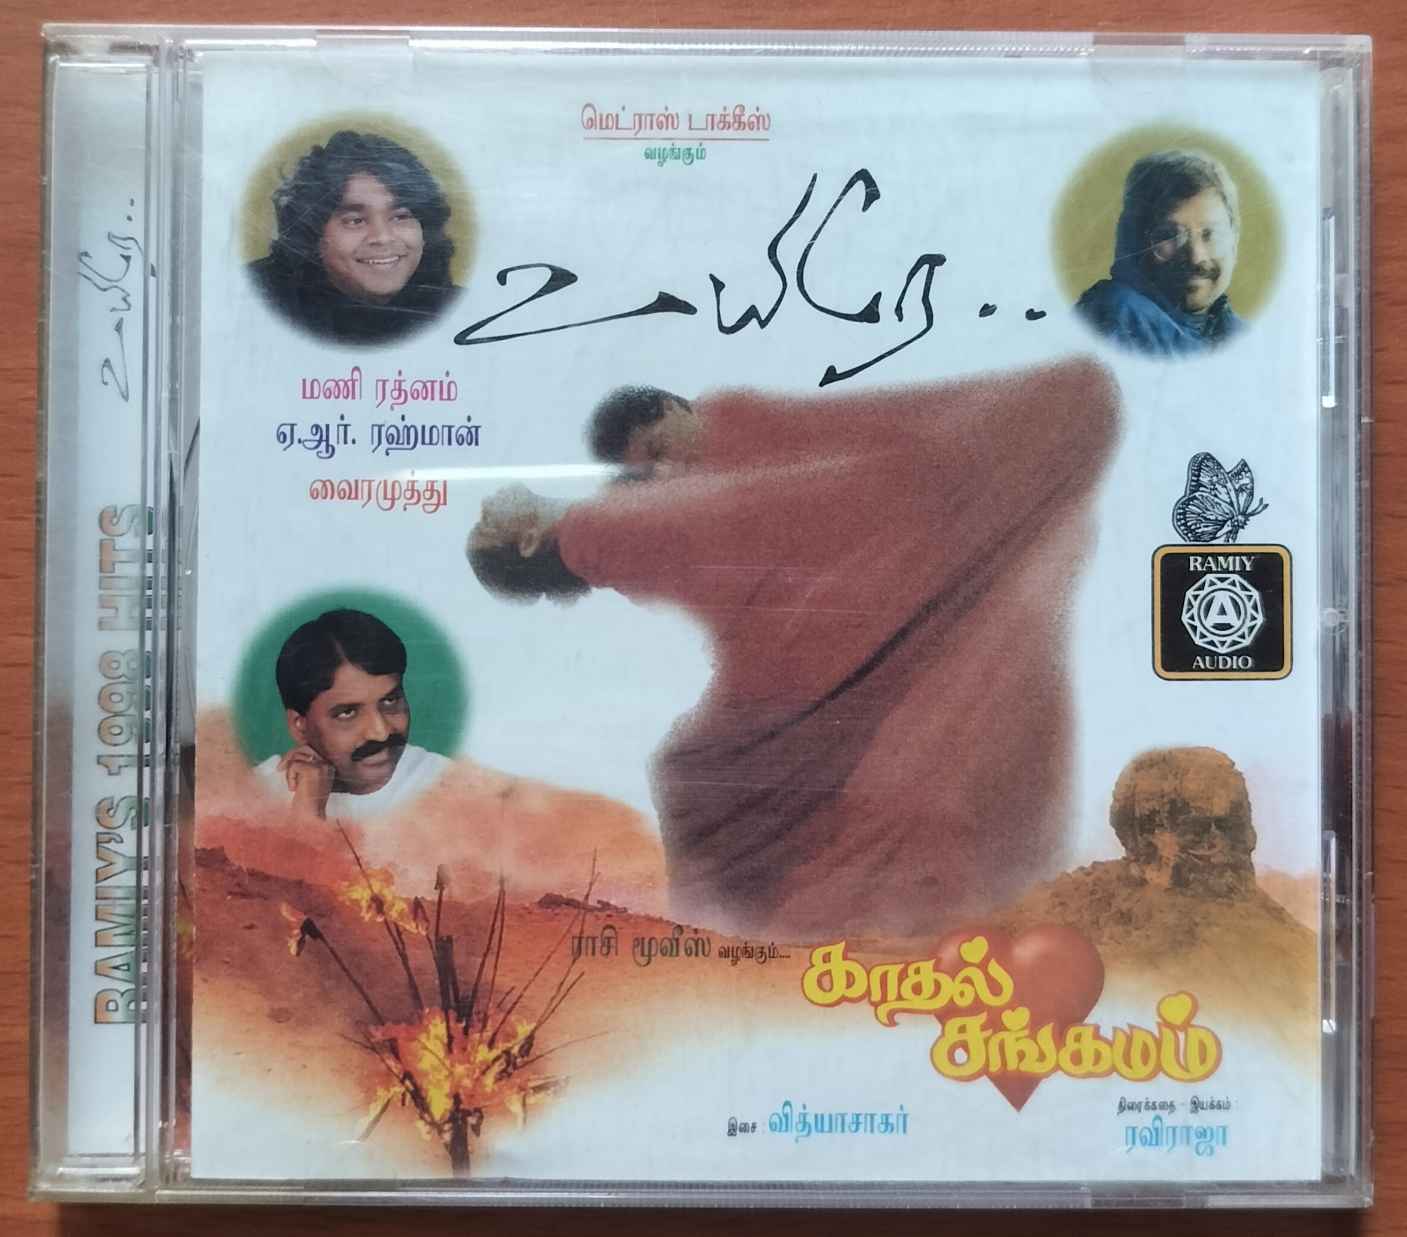 மெட்ராஸ் டாக்கீஸ்
வழங்கும்
உயிரே..
மணி ரத்னம்
ஏ.ஆர். ரஹ்மான்
வைரமுத்து
RAMIY
A
AUDIO
ராசி மூவீஸ் வழங்கும்....
காதல்
சங்கமம்
இசை : வித்யாசாகர்
திரைக்கதை - இயக்கம் :
ரவிராஜா
உயிரே..
RAMIY'S 1998 HITS